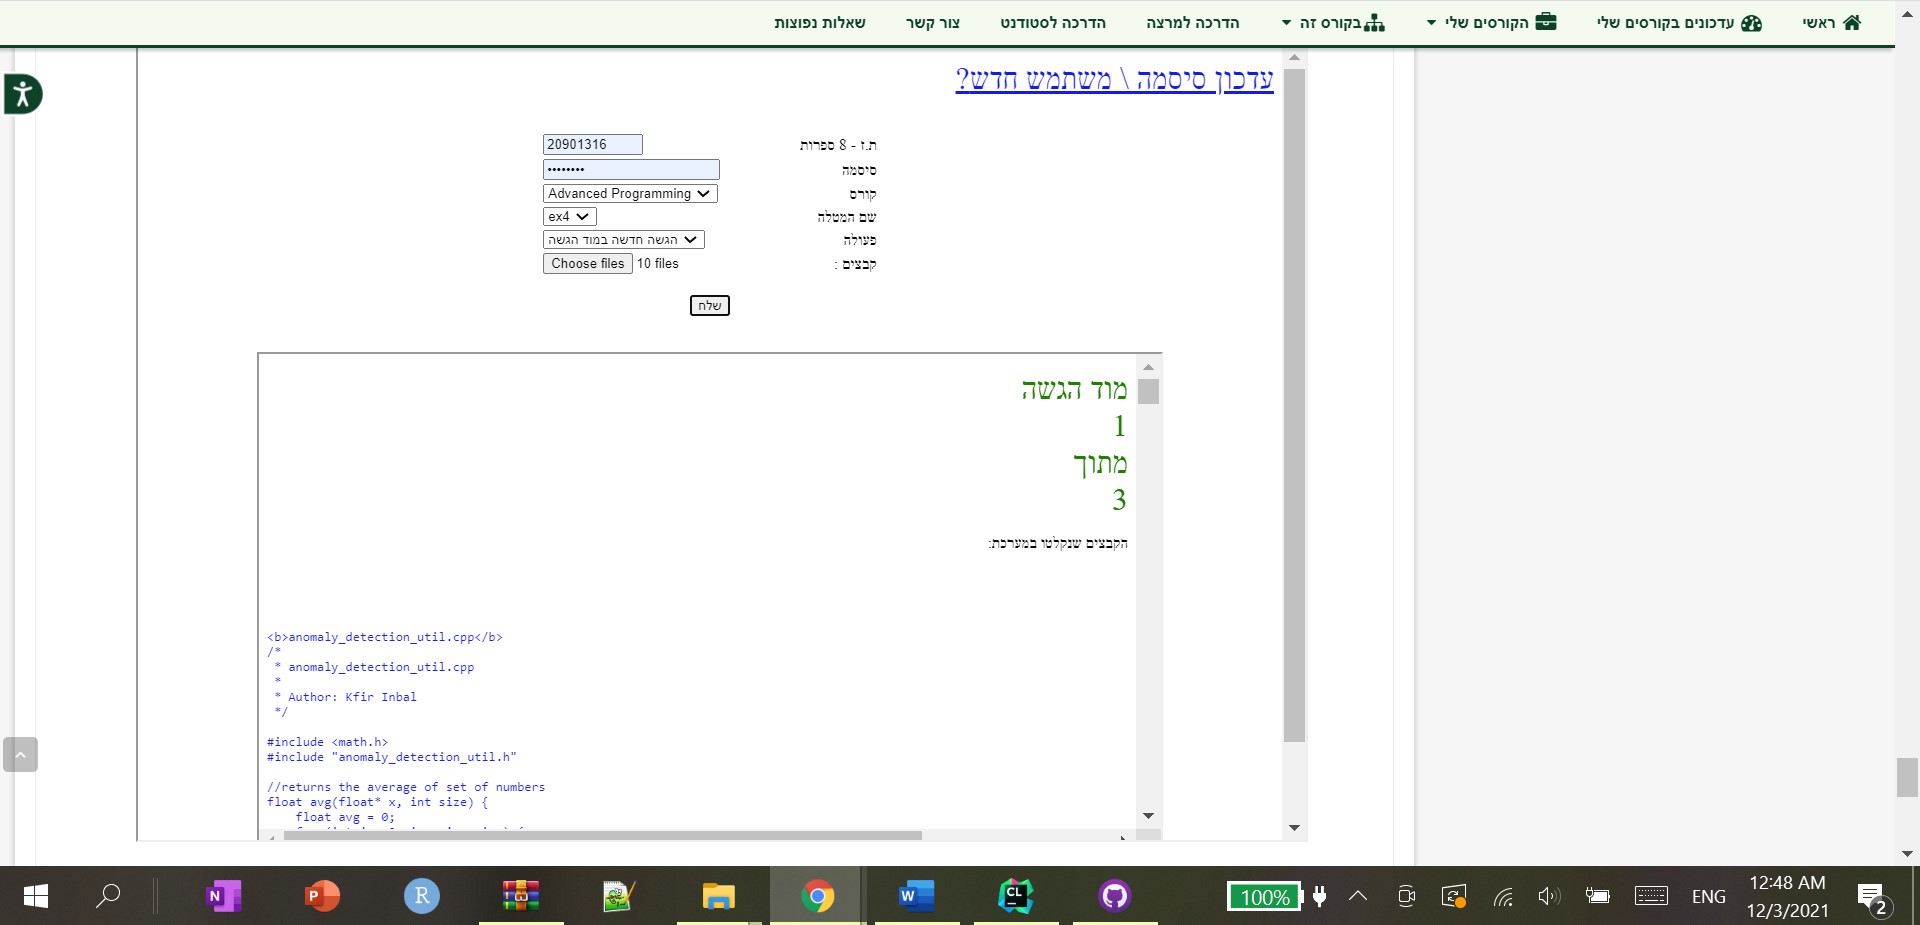 ראשי
עדכונים בקורסים שלי
הקורסים שלי
בקורס זה
הדרכה למרצה
הדרכה לסטודנט
צור קשר
שאלות נפוצות
עדכון סיסמה \ משתמש חדש?
ת.ז - 8 ספרות 20901316
סיסמה ••••••••
קורס Advanced Programming
שם המטלה ex4
פעולה הגשה חדשה במוד הגשה
קבצים : Choose files 10 files
שלח
מוד הגשה
1
מתוך
3
הקבצים שנקלטו במערכת:
<b>anomaly_detection_util.cpp</b>
/*
* anomaly_detection_util.cpp
*
* Author: Kfir Inbal
*/
#include <math.h>
#include "anomaly_detection_util.h"
//returns the average of set of numbers
float avg(float* x, int size) {
float avg = 0;
N
P
R
W
CL
100%
ENG
12:48 AM
12/3/2021
2